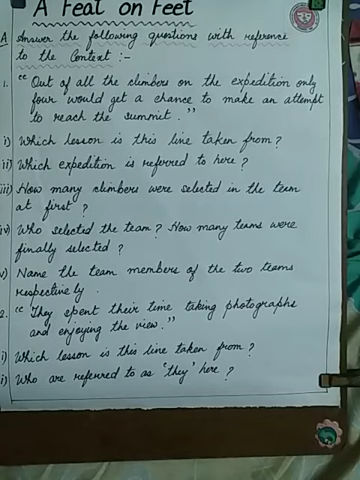 A Feat on Feet
A Answer the following questions with reference
to the Context :-
1. "Out of all the climbers on the expedition only
four would get a chance to make an attempt
to reach the summit."
i) Which lesson is this line taken from?
ii) Which expedition is referred to here?
iii) How many climbers were selected in the team
at first?
iv) Who selected the team? How many teams were
finally selected?
v) Name the team members of the two teams
respectively.
2. "They spent their time taking photographs
and enjoying the view."
i) Which lesson is this line taken from?
i) Who are referred to as 'they' here?